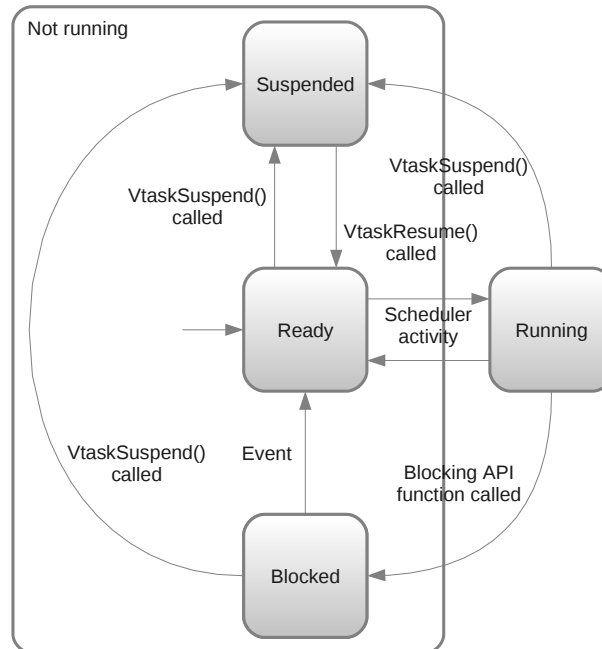 Not running
Suspended
VtaskSuspend()
called
VtaskSuspend()
called
VtaskResume()
called
Ready
Scheduler
activity
Running
VtaskSuspend()
called
Event
Blocking API
function called
Blocked